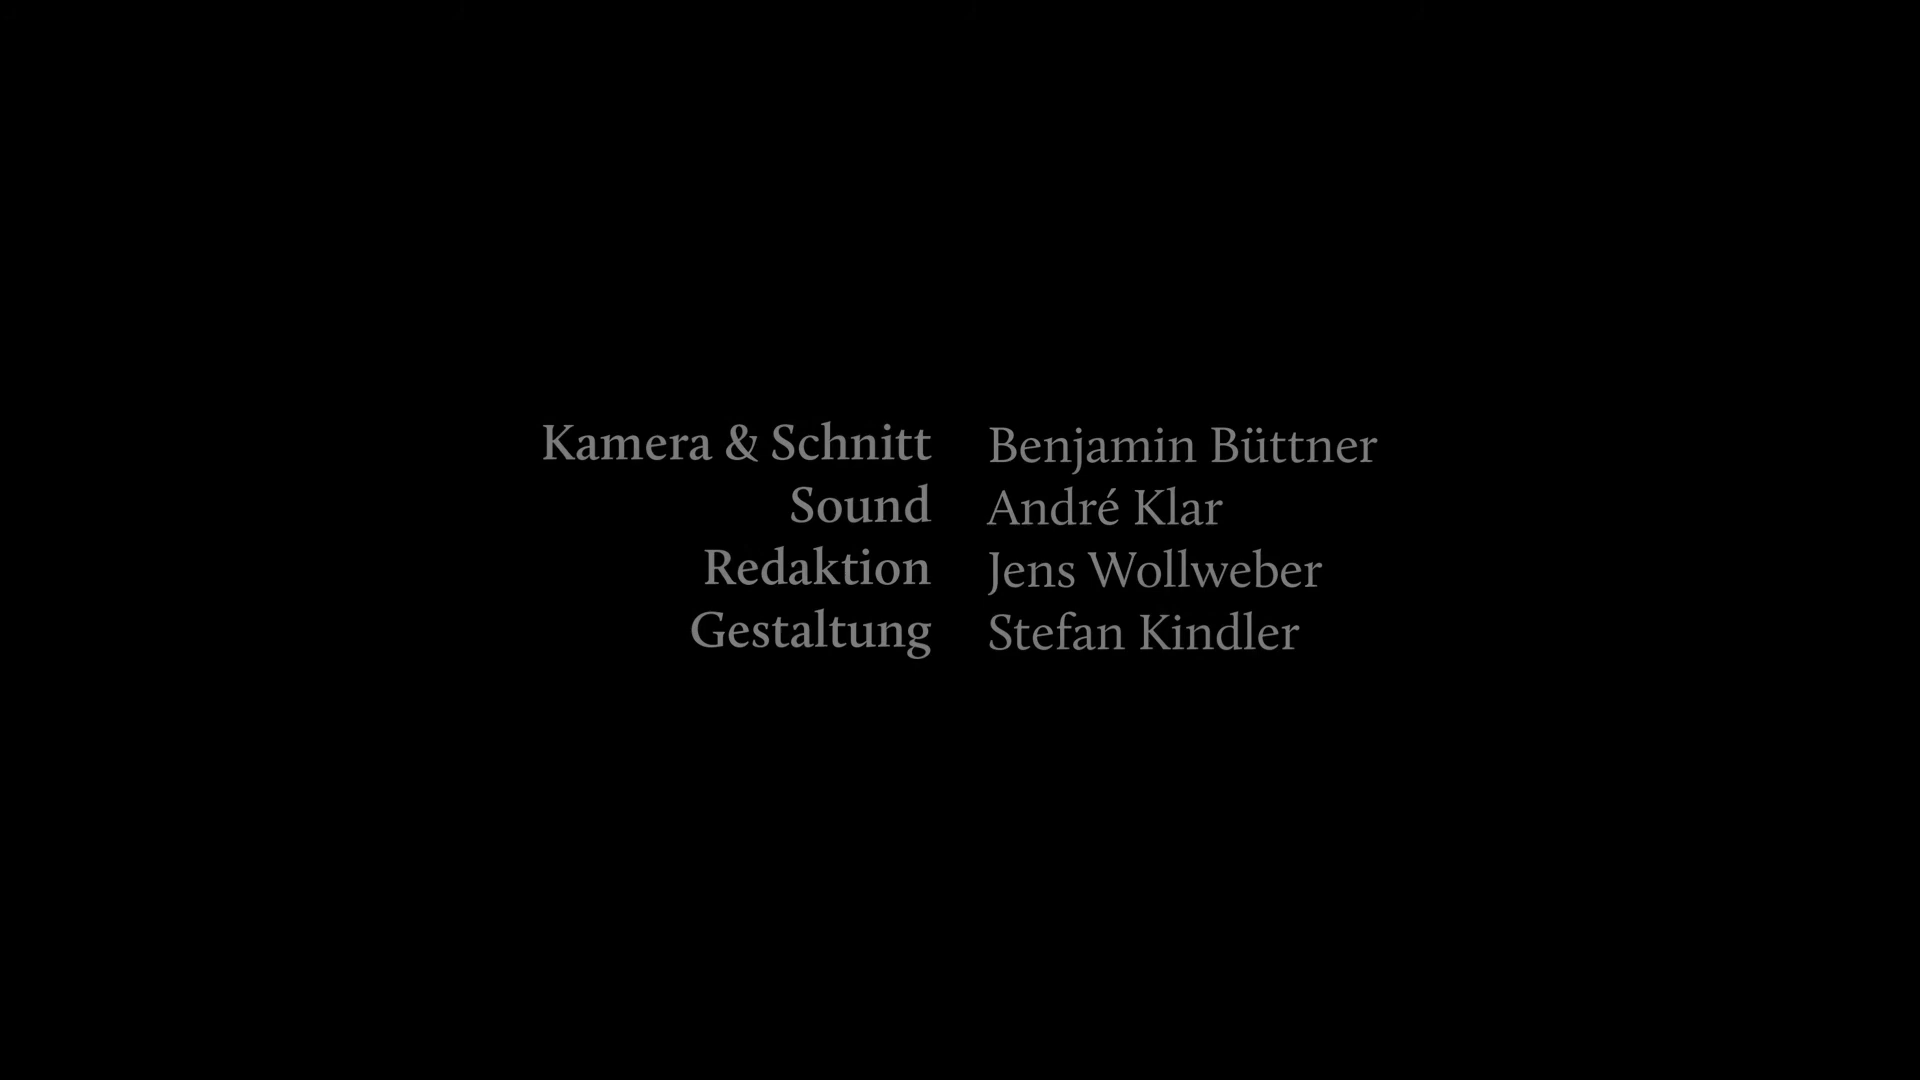 Kamera & Schnitt Benjamin Büttner
Sound André Klar
Redaktion Jens Wollweber
Gestaltung Stefan Kindler